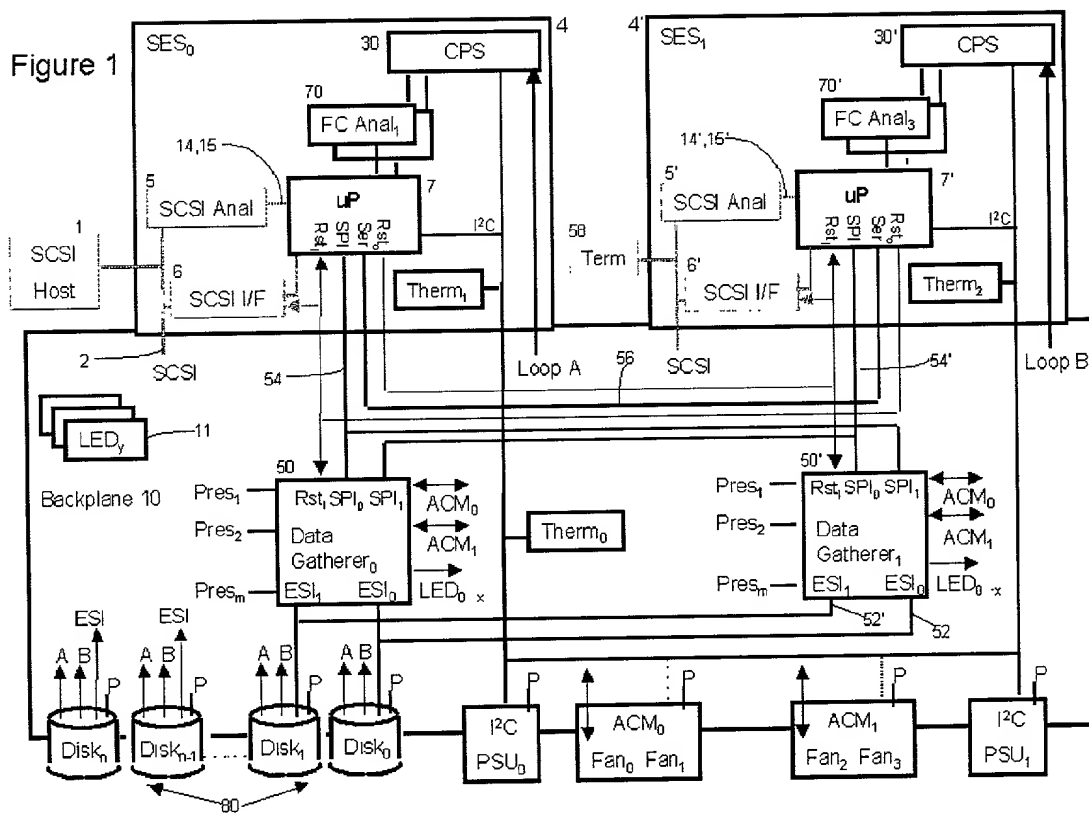 Figure 1
SES0
4
30
CPS
70
FC Anal1
14,15
5
SCSI Anal
7
uP
Rst1
SPI
Ser
Rst0
I2C
1
SCSI
Host
6
SCSI I/F
Therm1
2
SCSI
54
Loop A
56
4'
SES1
30'
CPS
70'
FC Anal3
14',15'
5'
SCSI Anal
7'
uP
Rst1
SPI
Ser
Rst0
I2C
58
Term
6'
SCSI I/F
Therm2
SCSI
54'
Loop B
LEDy
11
Backplane 10
50
Rst1 SPI0 SPI1
Data
Gatherer0
ESI1 ESI0
Pres1
Pres2
Presm
ACM0
ACM1
LED0-x
Therm0
50'
Rst1 SPI0 SPI1
Data
Gatherer1
ESI1 ESI0
Pres1
Pres2
Presm
ACM0
ACM1
LED0-x
52'
52
ESI
ESI
A B P
A B P
A B P
A B P
Diskn
Diskn-1
Disk1
Disk0
80
P
I2C
PSU0
P
ACM0
Fan0 Fan1
P
ACM1
Fan2 Fan3
P
I2C
PSU1